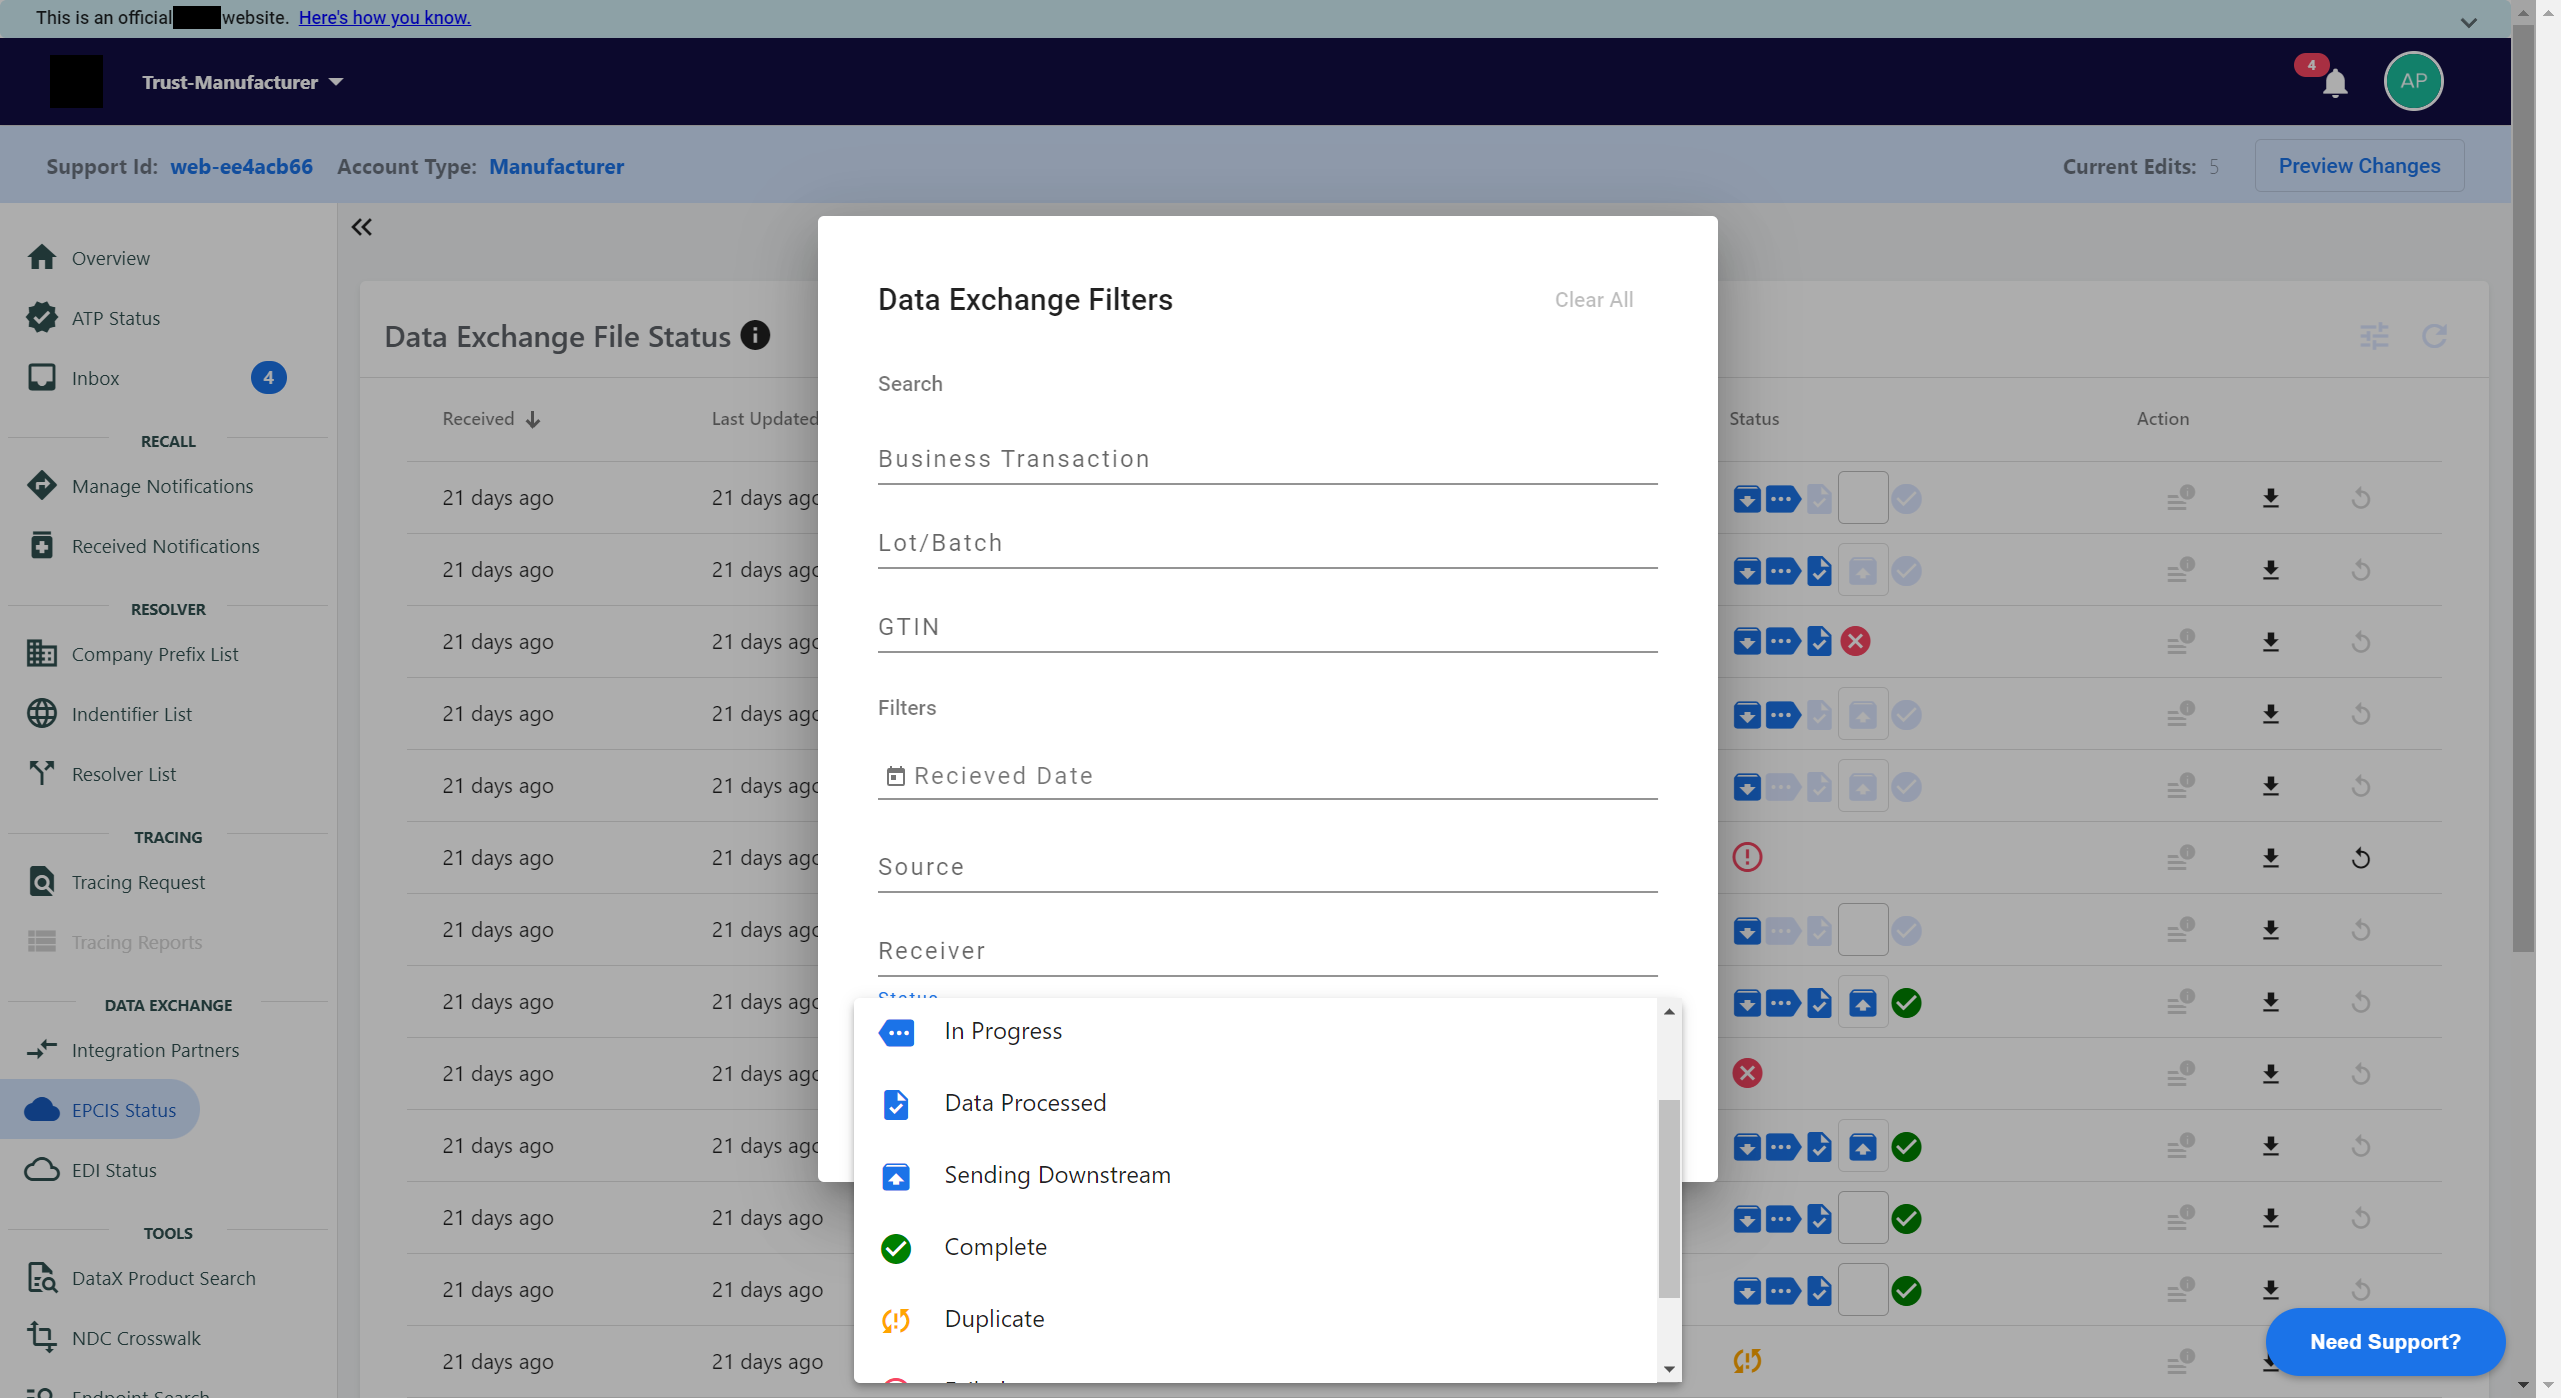 This is an official website. Here's how you know.
Trust-Manufacturer
4
AP
Support Id: web-ee4acb66 Account Type: Manufacturer
Current Edits: 5
Preview Changes
Overview
ATP Status
Inbox 4
RECALL
Manage Notifications
Received Notifications
RESOLVER
Company Prefix List
Indentifier List
Resolver List
TRACING
Tracing Request
Tracing Reports
DATA EXCHANGE
Integration Partners
EPCIS Status
EDI Status
TOOLS
DataX Product Search
NDC Crosswalk
Endpoint Search
Data Exchange File Status
Received Last Updated Status Action
21 days ago 21 days ago
21 days ago 21 days ago
21 days ago 21 days ago
21 days ago 21 days ago
21 days ago 21 days ago
21 days ago 21 days ago
21 days ago 21 days ago
21 days ago 21 days ago
21 days ago 21 days ago
21 days ago 21 days ago
21 days ago 21 days ago
21 days ago 21 days ago
21 days ago 21 days ago
Data Exchange Filters
Clear All
Search
Business Transaction
Lot/Batch
GTIN
Filters
Recieved Date
Source
Receiver
Status
In Progress
Data Processed
Sending Downstream
Complete
Duplicate
Need Support?